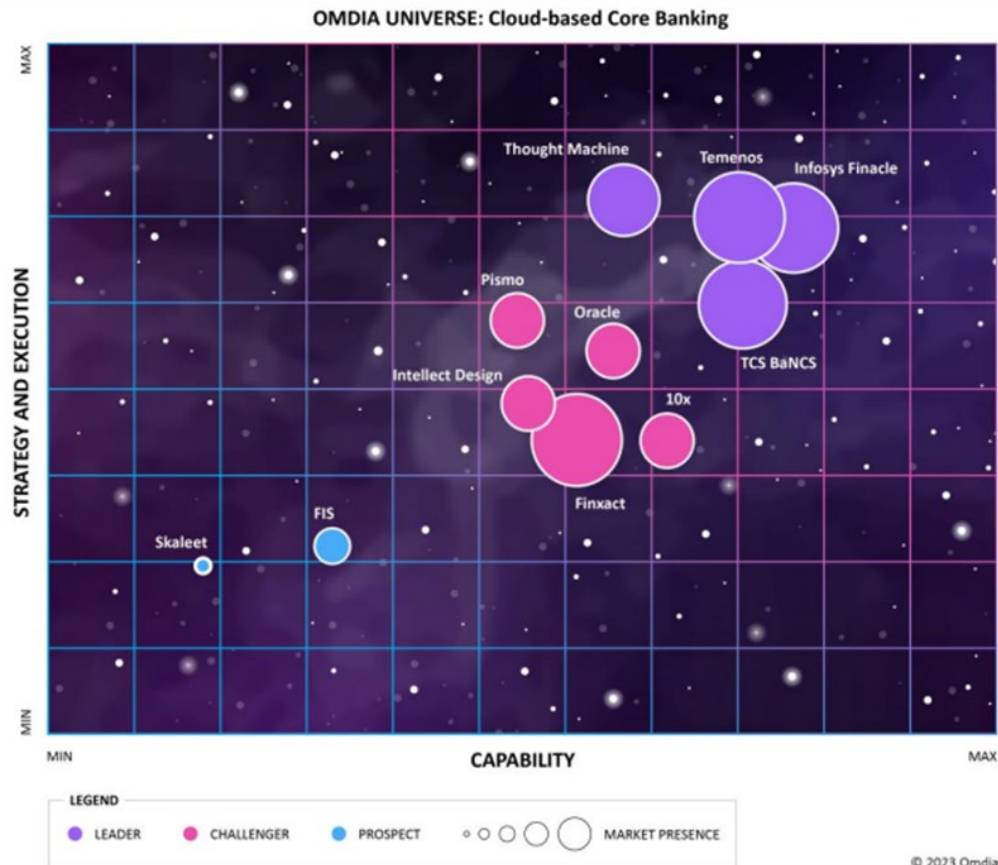 OMDIA UNIVERSE: Cloud-based Core Banking
MAX
STRATEGY AND EXECUTION
MIN
Thought Machine
Temenos
Infosys Finacle
Pismo
Oracle
TCS BaNCS
Intellect Design
10x
Finxact
FIS
Skaleet
MIN
CAPABILITY
MAX
LEGEND
LEADER
CHALLENGER
PROSPECT
MARKET PRESENCE
© 2023 Omdia